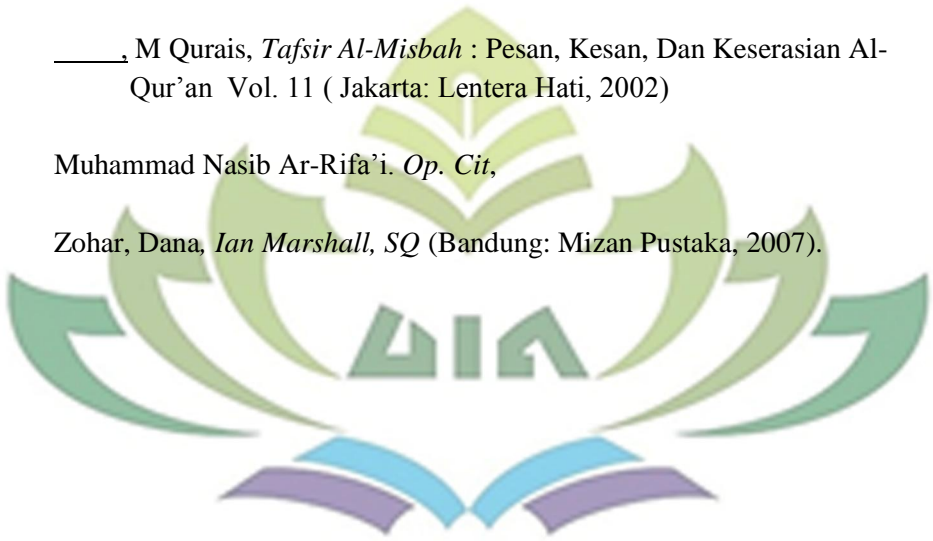 _____, M Qurais, Tafsir Al-Misbah : Pesan, Kesan, Dan Keserasian Al-
Qur’an Vol. 11 ( Jakarta: Lentera Hati, 2002)
Muhammad Nasib Ar-Rifa’i. Op. Cit,
Zohar, Dana, Ian Marshall, SQ (Bandung: Mizan Pustaka, 2007).
UIN